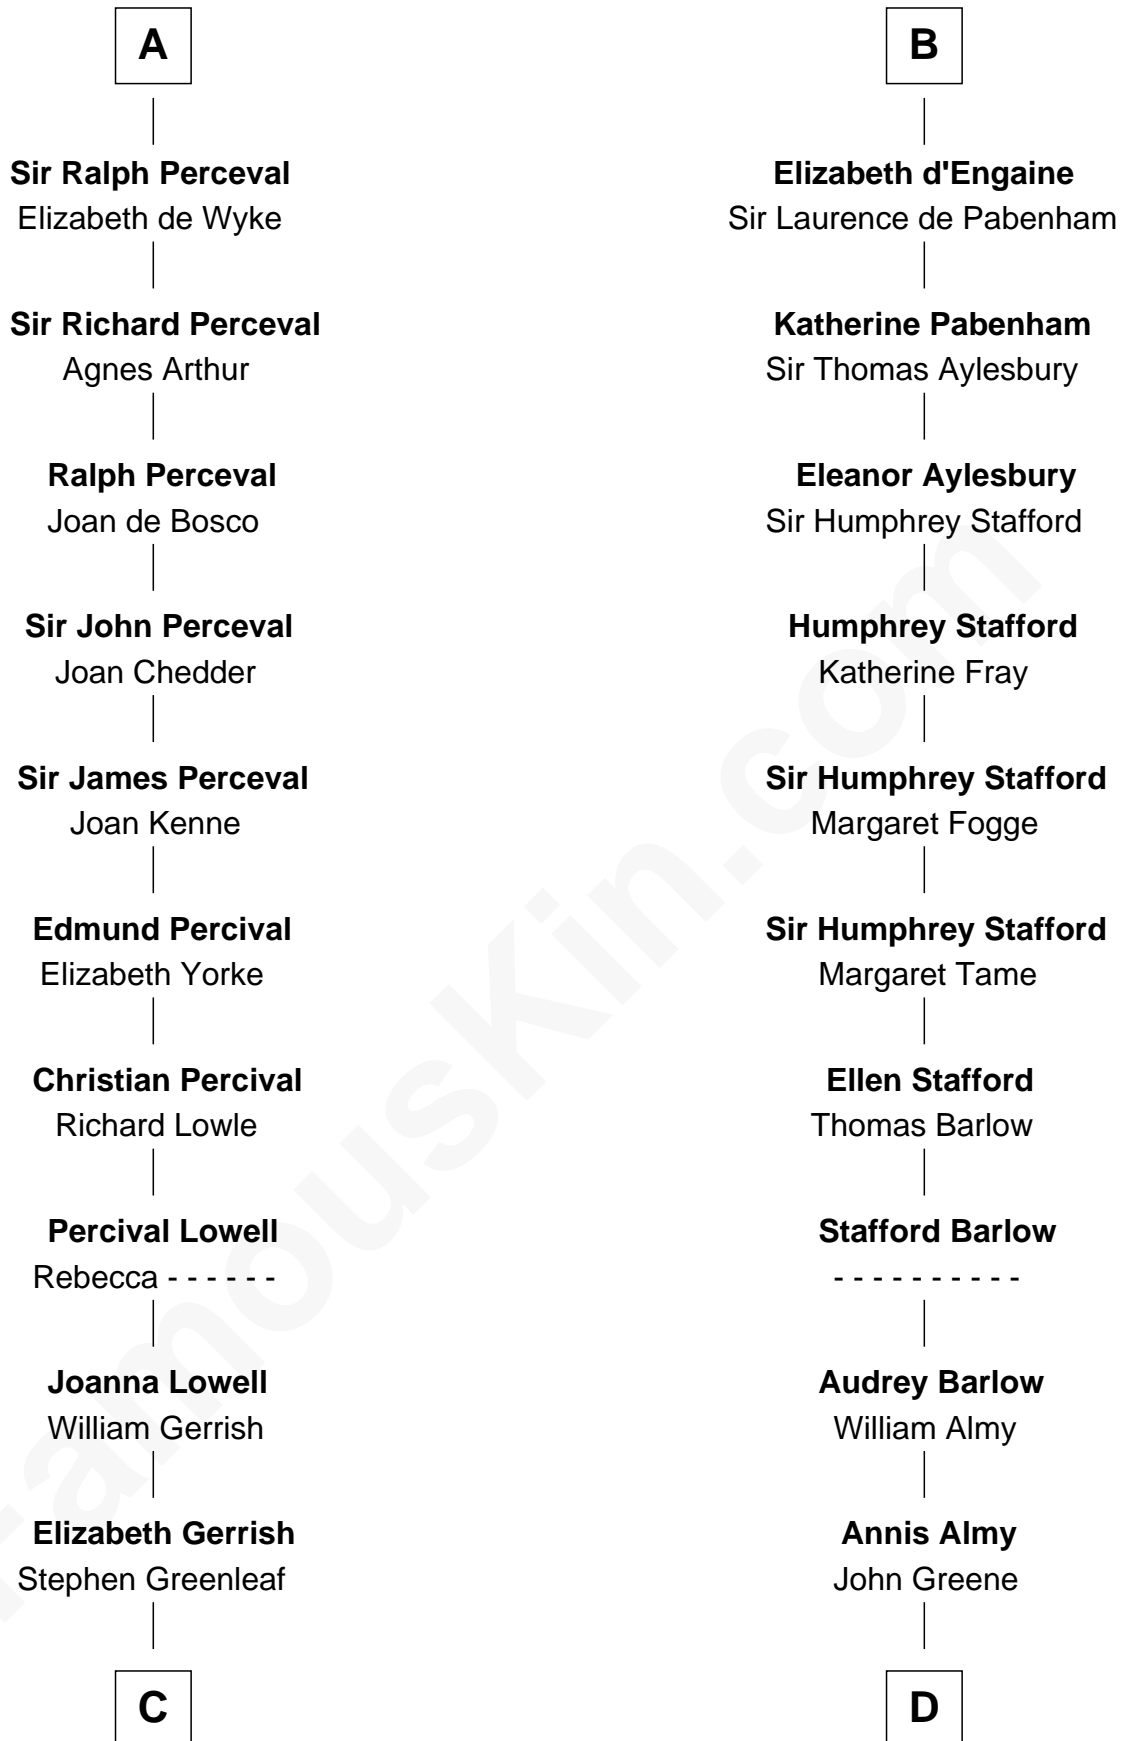 A
Sir Ralph Perceval
Elizabeth de Wyke
Sir Richard Perceval
Agnes Arthur
Ralph Perceval
Joan de Bosco
Sir John Perceval
Joan Chedder
Sir James Perceval
Joan Kenne
Edmund Percival
Elizabeth Yorke
Christian Percival
Richard Lowle
Percival Lowell
Rebecca - - - - - -
Joanna Lowell
William Gerrish
Elizabeth Gerrish
Stephen Greenleaf
C
B
Elizabeth d'Engaine
Sir Laurence de Pabenham
Katherine Pabenham
Sir Thomas Aylesbury
Eleanor Aylesbury
Sir Humphrey Stafford
Humphrey Stafford
Katherine Fray
Sir Humphrey Stafford
Margaret Fogge
Sir Humphrey Stafford
Margaret Tame
Ellen Stafford
Thomas Barlow
Stafford Barlow
- - - - - - - - - -
Audrey Barlow
William Almy
Annis Almy
John Greene
D
FamousKin.com